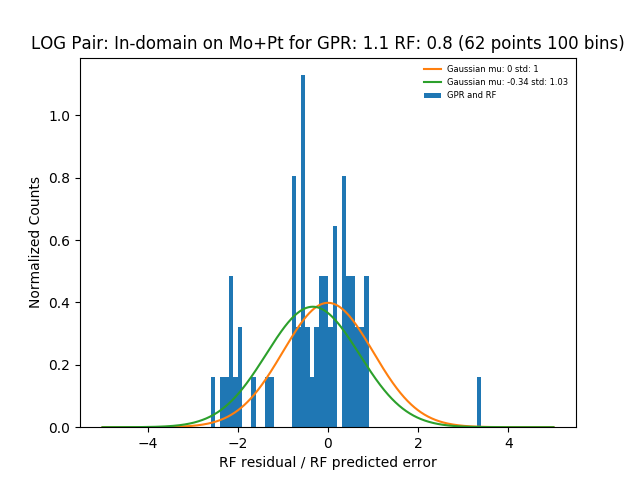 LOG Pair: In-domain on Mo+Pt for GPR: 1.1 RF: 0.8 (62 points 100 bins)
Gaussian mu: 0 std: 1
Gaussian mu: -0.34 std: 1.03
GPR and RF
Normalized Counts
1.0
0.8
0.6
0.4
0.2
0.0
−4 −2 0 2 4
RF residual / RF predicted error